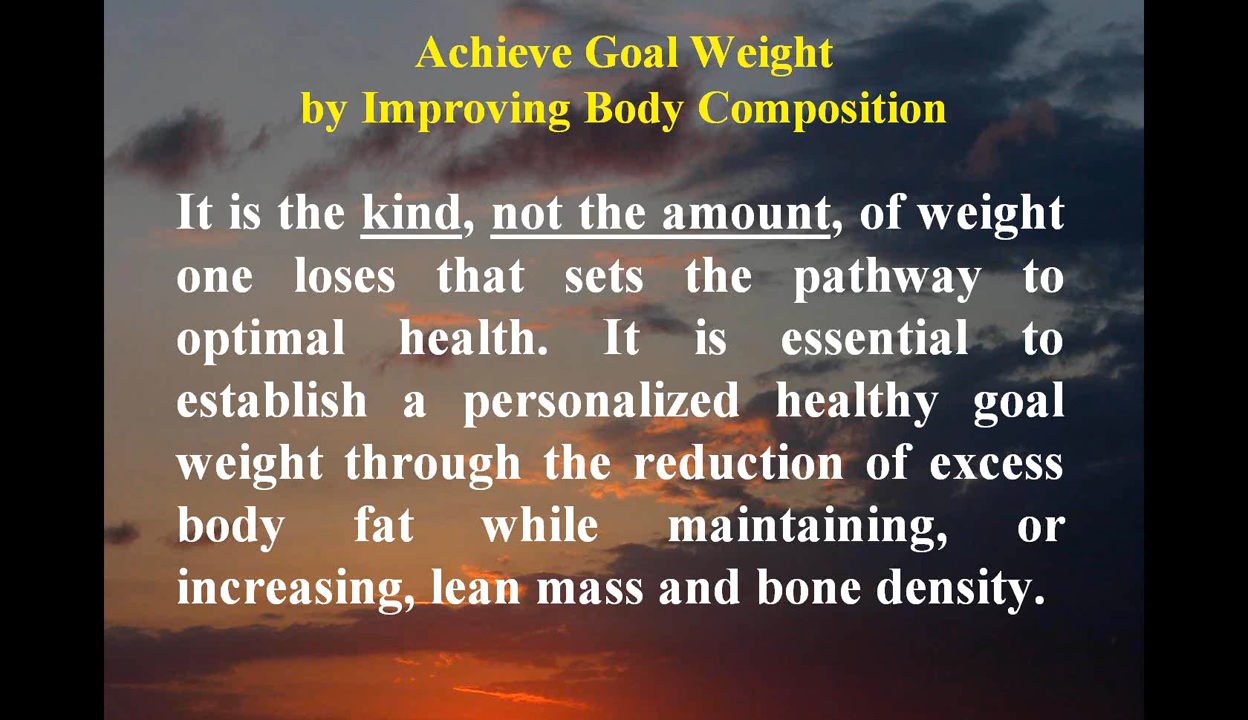 Achieve Goal Weight
by Improving Body Composition
It is the kind, not the amount, of weight
one loses that sets the pathway to
optimal health. It is essential to
establish a personalized healthy goal
weight through the reduction of excess
body fat while maintaining, or
increasing, lean mass and bone density.